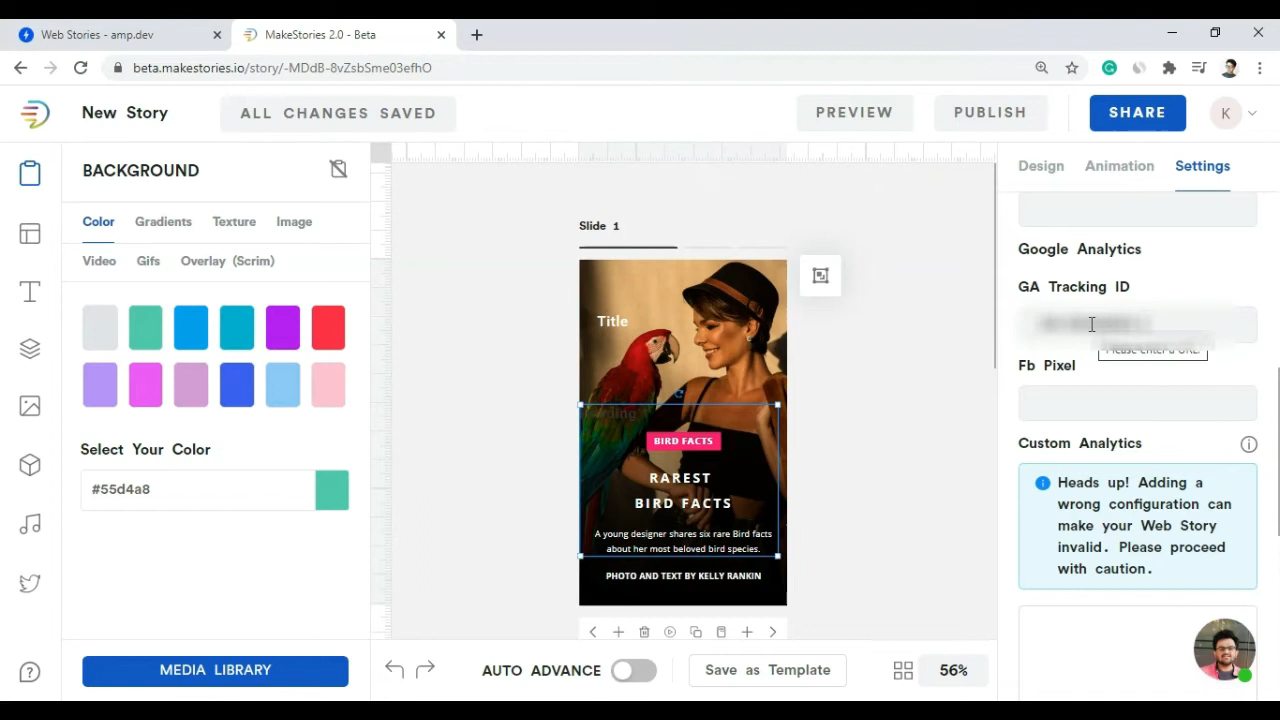 Web Stories - amp.dev
MakeStories 2.0 - Beta
beta.makestories.io/story/-MDdB-8vZsbSme03efhO
New Story
ALL CHANGES SAVED
PREVIEW
PUBLISH
SHARE
K
BACKGROUND
Color
Gradients
Texture
Image
Video
Gifs
Overlay (Scrim)
Select Your Color
#55d4a8
MEDIA LIBRARY
Slide 1
Title
BIRD FACTS
RAREST
BIRD FACTS
A young designer shares six rare Bird facts
about her most beloved bird species.
PHOTO AND TEXT BY KELLY RANKIN
AUTO ADVANCE
Save as Template
56%
Design
Animation
Settings
Google Analytics
GA Tracking ID
Please enter a URL.
Fb Pixel
Custom Analytics
Heads up! Adding a
wrong configuration can
make your Web Story
invalid. Please proceed
with caution.